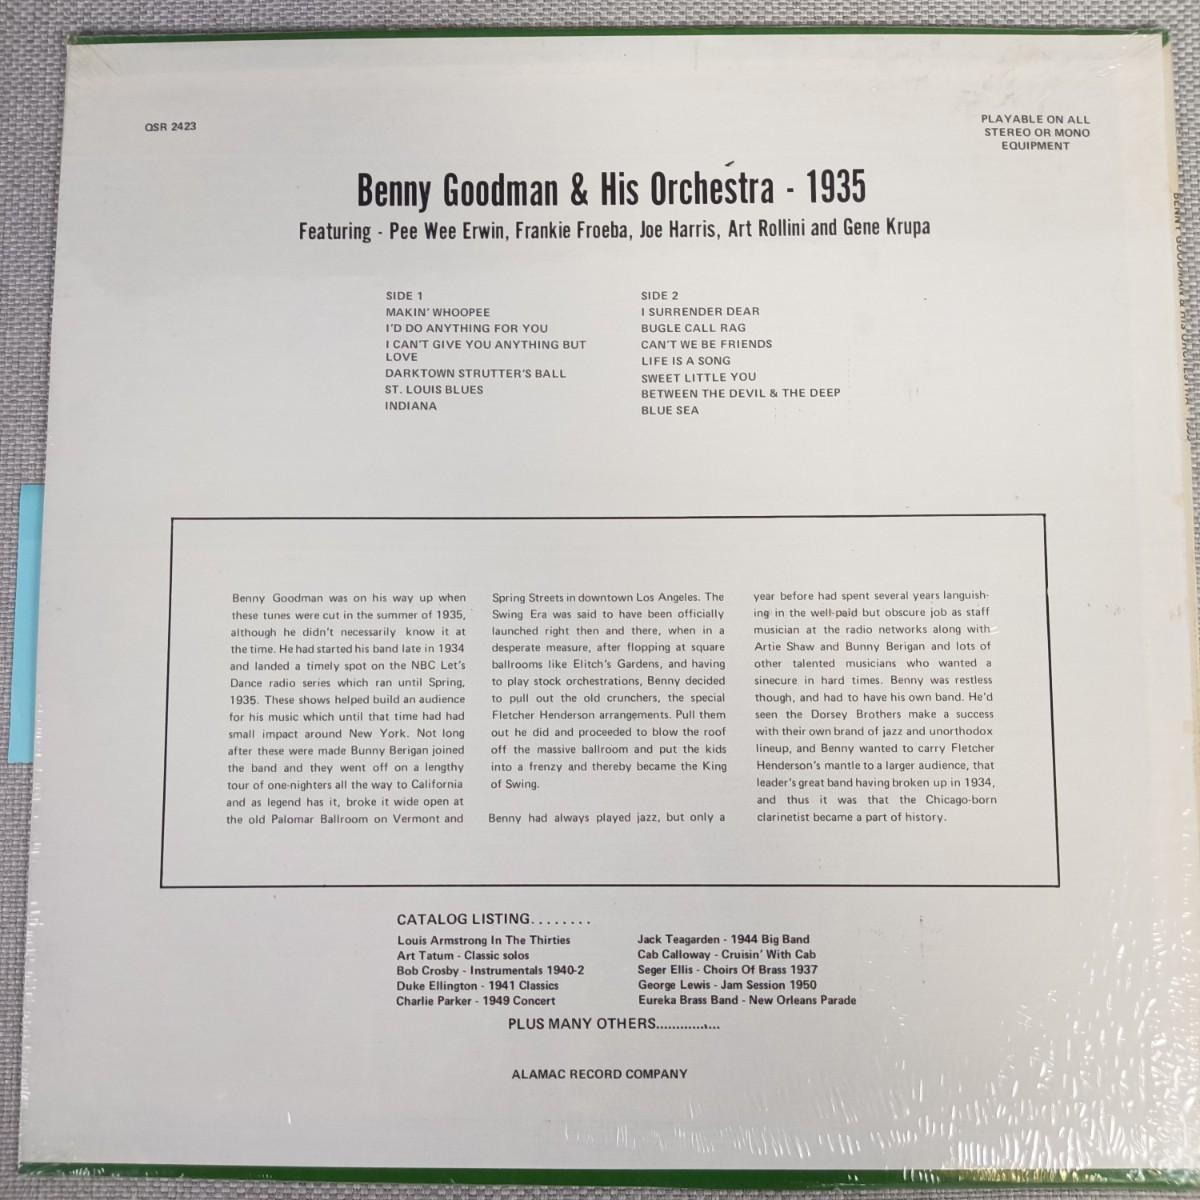 QSR 2423
PLAYABLE ON ALL
STEREO OR MONO
EQUIPMENT
Benny Goodman & His Orchestra - 1935
Featuring - Pee Wee Erwin, Frankie Froeba, Joe Harris, Art Rollini and Gene Krupa
SIDE 1
MAKIN' WHOOPEE
I'D DO ANYTHING FOR YOU
I CAN'T GIVE YOU ANYTHING BUT
LOVE
DARKTOWN STRUTTER'S BALL
ST. LOUIS BLUES
INDIANA
SIDE 2
I SURRENDER DEAR
BUGLE CALL RAG
CAN'T WE BE FRIENDS
LIFE IS A SONG
SWEET LITTLE YOU
BETWEEN THE DEVIL & THE DEEP
BLUE SEA
Benny Goodman was on his way up when
these tunes were cut in the summer of 1935,
although he didn't necessarily know it at
the time. He had started his band late in 1934
and landed a timely spot on the NBC Let's
Dance radio series which ran until Spring,
1935. These shows helped build an audience
for his music which until that time had had
small impact around New York. Not long
after these were made Bunny Berigan joined
the band and they went off on a lengthy
tour of one-nighters all the way to California
and as legend has it, broke it wide open at
the old Palomar Ballroom on Vermont and
Spring Streets in downtown Los Angeles. The
Swing Era was said to have been officially
launched right then and there, when in a
desperate measure, after flopping at square
ballrooms like Elitch's Gardens, and having
to play stock orchestrations, Benny decided
to pull out the old crunchers, the special
Fletcher Henderson arrangements. Pull them
out he did and proceeded to blow the roof
off the massive ballroom and put the kids
into a frenzy and thereby became the King
of Swing.
Benny had always played jazz, but only a
year before had spent several years languish-
ing in the well-paid but obscure job as staff
musician at the radio networks along with
Artie Shaw and Bunny Berigan and lots of
other talented musicians who wanted a
sinecure in hard times. Benny was restless
though, and had to have his own band. He'd
seen the Dorsey Brothers make a success
with their own brand of jazz and unorthodox
lineup, and Benny wanted to carry Fletcher
Henderson's mantle to a larger audience, that
leader's great band having broken up in 1934,
and thus it was that the Chicago-born
clarinetist became a part of history.
CATALOG LISTING........
Louis Armstrong In The Thirties
Art Tatum - Classic solos
Bob Crosby - Instrumentals 1940-2
Duke Ellington - 1941 Classics
Charlie Parker - 1949 Concert
Jack Teagarden - 1944 Big Band
Cab Calloway - Cruisin' With Cab
Seger Ellis - Choirs Of Brass 1937
George Lewis - Jam Session 1950
Eureka Brass Band - New Orleans Parade
PLUS MANY OTHERS..............
ALAMAC RECORD COMPANY
BENNY GOODMAN & HIS ORCHESTRA - 1935